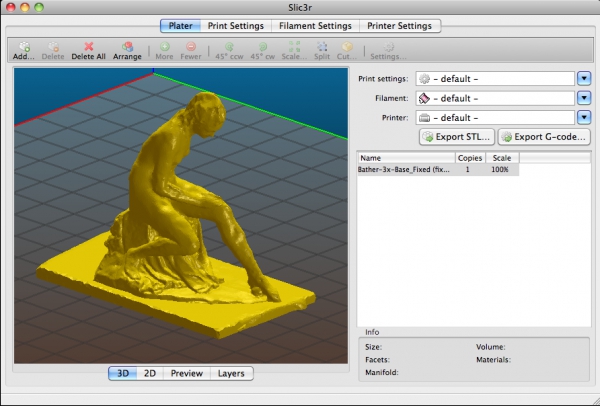 Slic3r
Plater Print Settings Filament Settings Printer Settings
Add... Delete Delete All Arrange More Fewer 45° ccw 45° cw Scale... Split Cut... Settings...
Print settings: - default -
Filament: - default -
Printer: - default -
Export STL... Export G-code...
Name Copies Scale
Bather-3x-Base_Fixed (fix... 1 100%
Info
Size: Volume:
Facets: Materials:
Manifold:
3D 2D Preview Layers